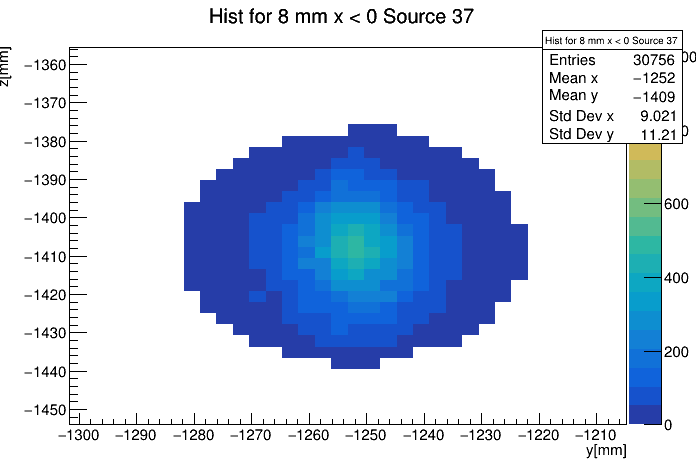 Hist for 8 mm x < 0 Source 37
z[mm]
Hist for 8 mm x < 0 Source 37
Entries 30756
Mean x −1252
Mean y −1409
Std Dev x 9.021
Std Dev y 11.21
−1360
−1370
−1380
−1390
−1400
−1410
−1420
−1430
−1440
−1450
600
400
200
0
−1300 −1290 −1280 −1270 −1260 −1250 −1240 −1230 −1220 −1210
y[mm]